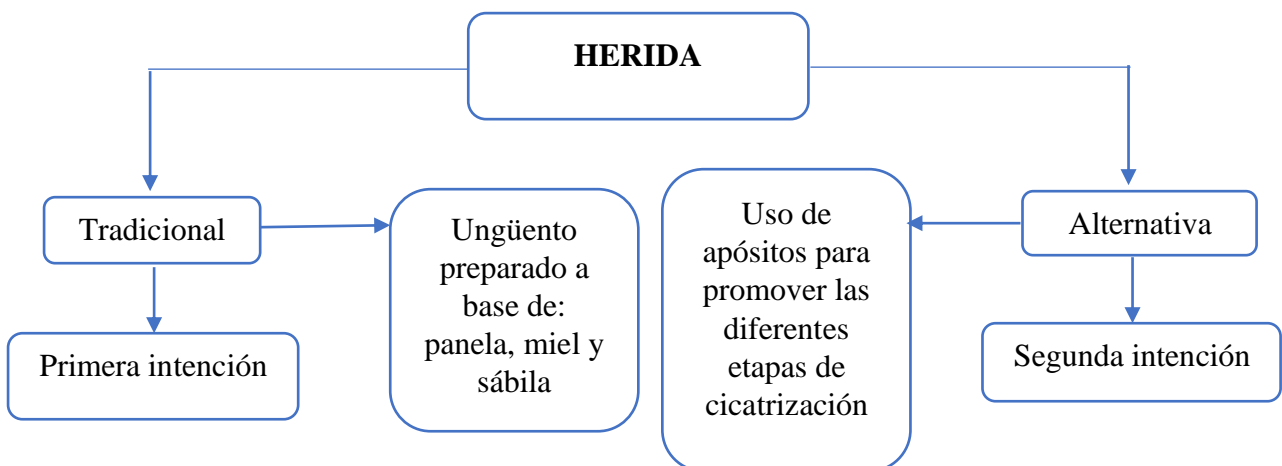 HERIDA
Tradicional
Ungüento
preparado a
base de:
panela, miel y
sábila
Uso de
apósitos para
promover las
diferentes
etapas de
cicatrización
Alternativa
Primera intención
Segunda intención